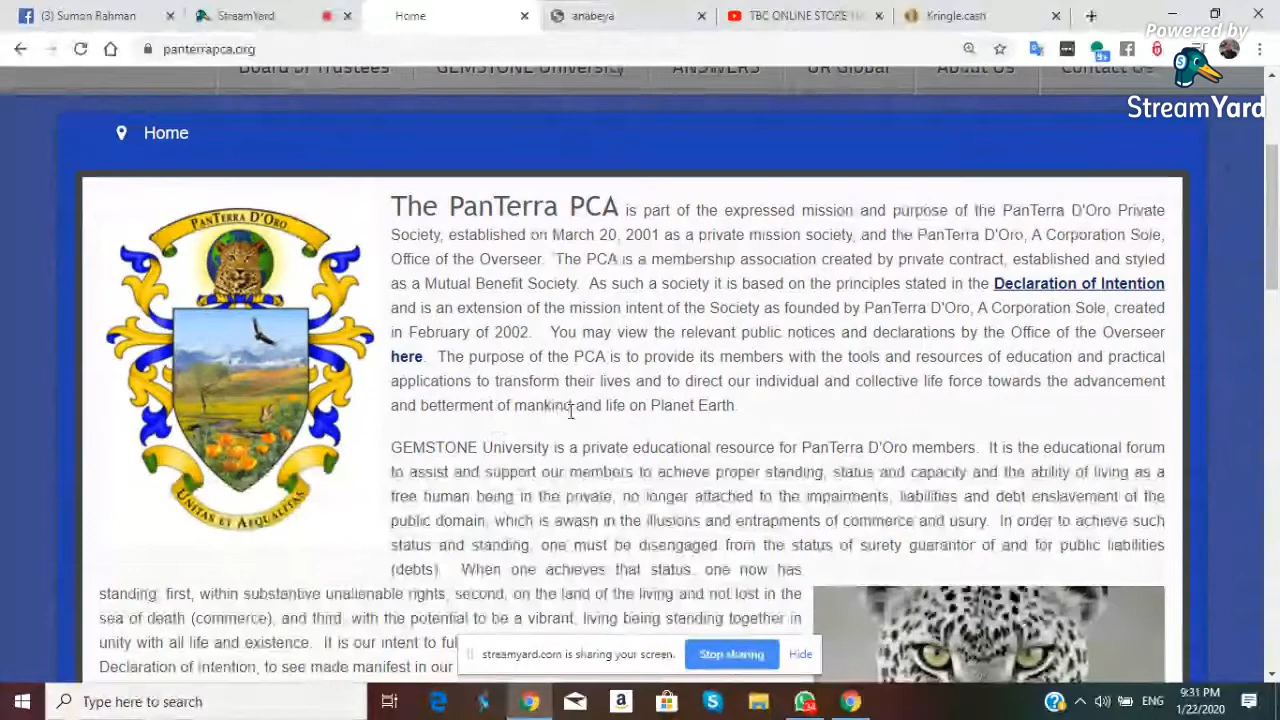 (3) Suman Rahman
StreamYard
Home
anabeya
TBC ONLINE STORE
Kringle.cash
panterrapca.org
Powered by
StreamYard
Board of Trustees GEMSTONE University ANSWERS UR Global About Us Contact Us
Home
PANTERRA D'ORO
UNITAS ET AEQUALITAS
The PanTerra PCA is part of the expressed mission and purpose of the PanTerra D'Oro Private
Society, established on March 20, 2001 as a private mission society, and the PanTerra D'Oro, A Corporation Sole,
Office of the Overseer. The PCA is a membership association created by private contract, established and styled
as a Mutual Benefit Society. As such a society it is based on the principles stated in the Declaration of Intention
and is an extension of the mission intent of the Society as founded by PanTerra D'Oro, A Corporation Sole, created
in February of 2002. You may view the relevant public notices and declarations by the Office of the Overseer
here. The purpose of the PCA is to provide its members with the tools and resources of education and practical
applications to transform their lives and to direct our individual and collective life force towards the advancement
and betterment of mankind and life on Planet Earth.
GEMSTONE University is a private educational resource for PanTerra D'Oro members. It is the educational forum
to assist and support our members to achieve proper standing, status and capacity and the ability of living as a
free human being in the private, no longer attached to the impairments, liabilities and debt enslavement of the
public domain, which is awash in the illusions and entrapments of commerce and usury. In order to achieve such
status and standing, one must be disengaged from the status of surety guarantor of and for public liabilities
(debts). When one achieves that status, one now has
standing, first, within substantive unalienable rights, second, on the land of the living and not lost in the
sea of death (commerce), and third, with the potential to be a vibrant, living being standing together in
unity with all life and existence. It is our intent to ful
Declaration of Intention, to see made manifest in our
streamyard.com is sharing your screen. Stop sharing Hide
Type here to search
ENG
9:31 PM
1/22/2020